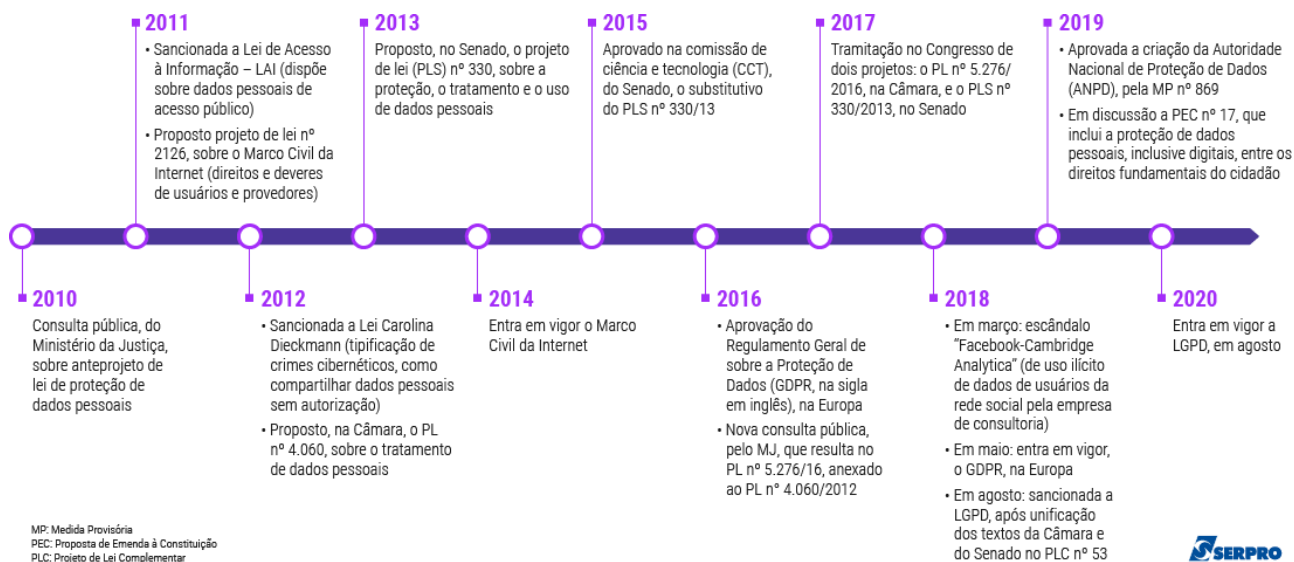 2011
• Sancionada a Lei de Acesso
à Informação – LAI (dispõe
sobre dados pessoais de
acesso público)
• Proposto projeto de lei nº
2126, sobre o Marco Civil da
Internet (direitos e deveres
de usuários e provedores)
2013
Proposto, no Senado, o projeto
de lei (PLS) nº 330, sobre a
proteção, o tratamento e o uso
de dados pessoais
2015
Aprovado na comissão de
ciência e tecnologia (CCT),
do Senado, o substitutivo
do PLS nº 330/13
2017
Tramitação no Congresso de
dois projetos: o PL nº 5.276/
2016, na Câmara, e o PLS nº
330/2013, no Senado
2019
• Aprovada a criação da Autoridade
Nacional de Proteção de Dados
(ANPD), pela MP nº 869
• Em discussão a PEC nº 17, que
inclui a proteção de dados
pessoais, inclusive digitais, entre os
direitos fundamentais do cidadão
2010
Consulta pública, do
Ministério da Justiça,
sobre anteprojeto de
lei de proteção de
dados pessoais
2012
• Sancionada a Lei Carolina
Dieckmann (tipificação de
crimes cibernéticos, como
compartilhar dados pessoais
sem autorização)
• Proposto, na Câmara, o PL
nº 4.060, sobre o tratamento
de dados pessoais
2014
Entra em vigor o Marco
Civil da Internet
2016
• Aprovação do
Regulamento Geral de
sobre a Proteção de
Dados (GDPR, na sigla
em inglês), na Europa
• Nova consulta pública,
pelo MJ, que resulta no
PL nº 5.276/16, anexado
ao PL nº 4.060/2012
2018
• Em março: escândalo
"Facebook-Cambridge
Analytica" (de uso ilícito
de dados de usuários da
rede social pela empresa
de consultoria)
• Em maio: entra em vigor,
o GDPR, na Europa
• Em agosto: sancionada a
LGPD, após unificação
dos textos da Câmara e
do Senado no PLC nº 53
2020
Entra em vigor a
LGPD, em agosto
MP: Medida Provisória
PEC: Proposta de Emenda à Constituição
PLC: Projeto de Lei Complementar
SERPRO